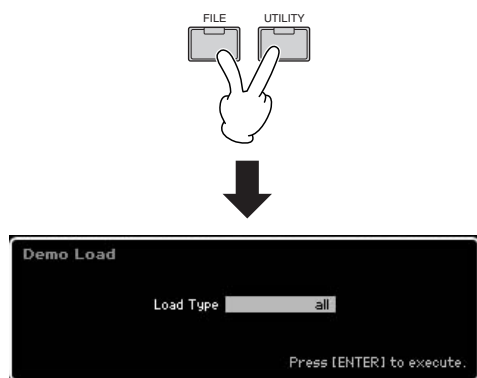 FILE UTILITY
Demo Load
Load Type all
Press [ENTER] to execute.